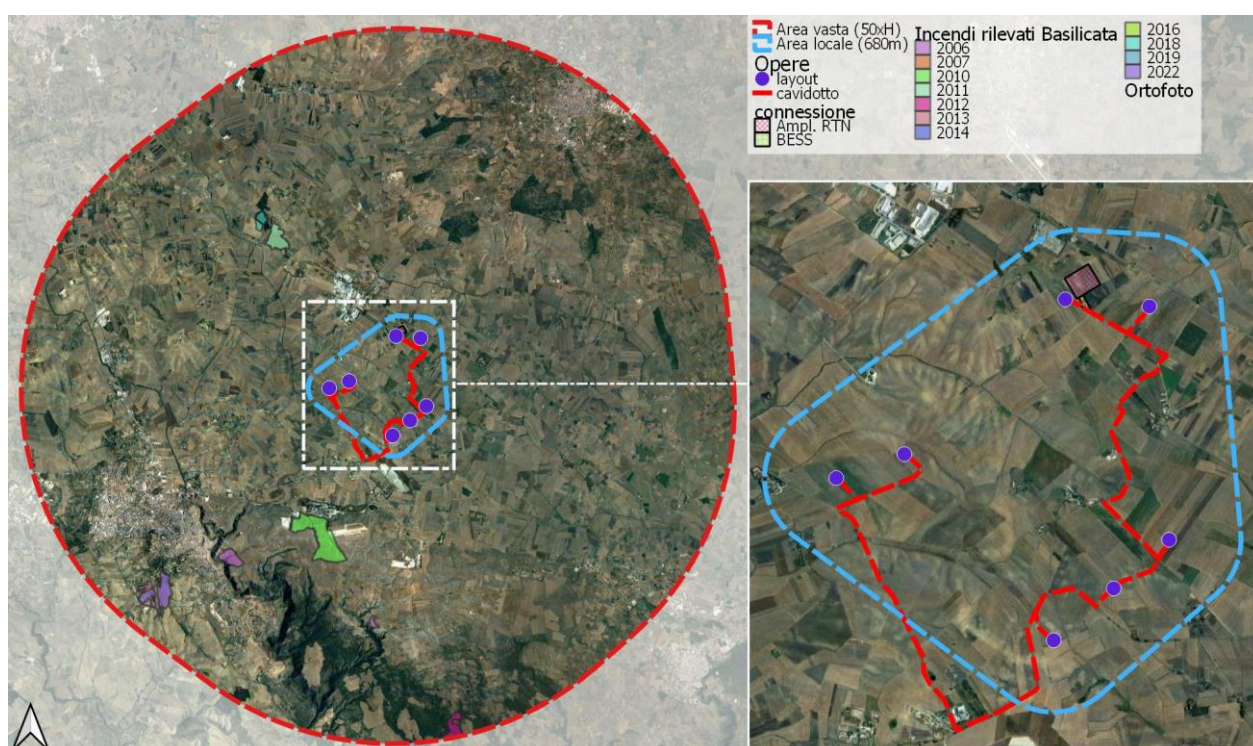 Area vasta (50xH)
Area locale (680m)
Opere
layout
cavidotto
connessione
Ampl. RTN
BESS
Incendi rilevati Basilicata
2006
2007
2010
2011
2012
2013
2014
2016
2018
2019
2022
Ortofoto